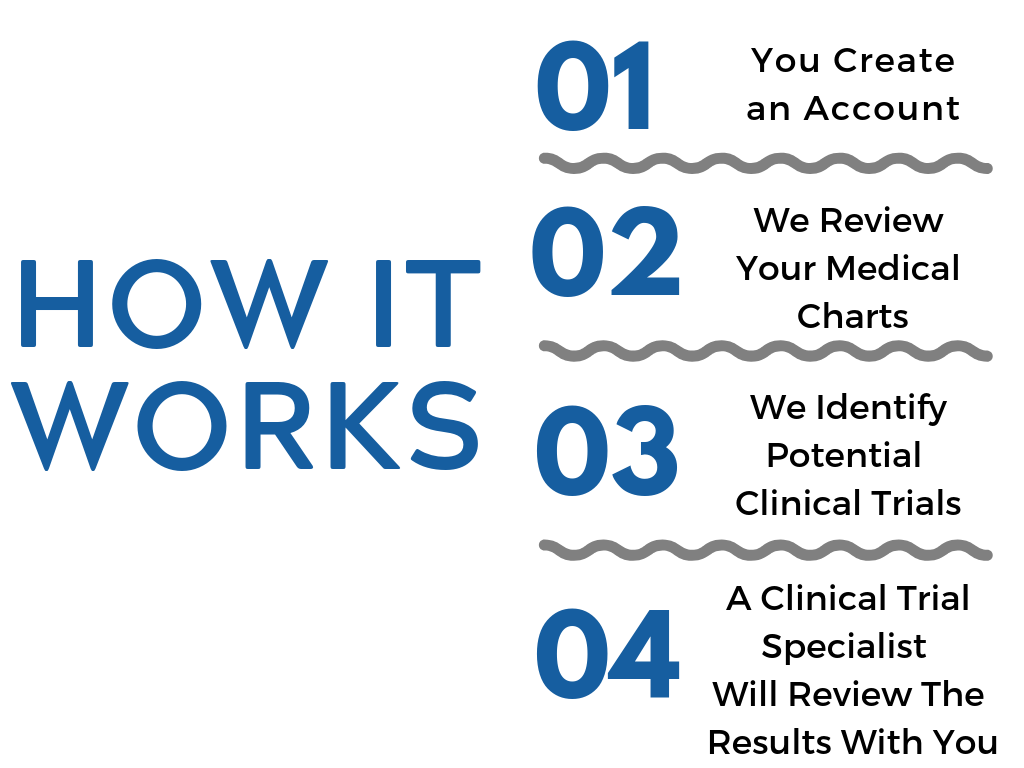 HOW IT
WORKS
01
You Create
an Account
02
We Review
Your Medical
Charts
03
We Identify
Potential
Clinical Trials
04
A Clinical Trial
Specialist
Will Review The
Results With You